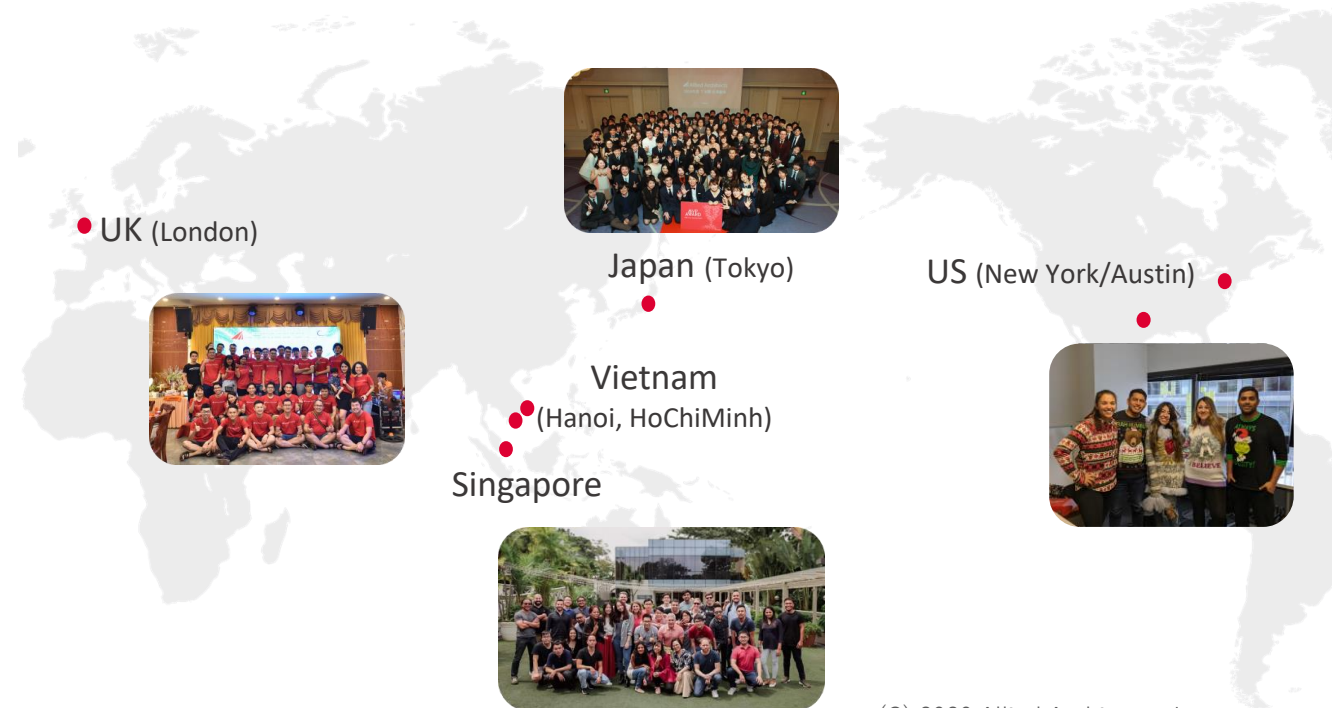 UK (London)
Japan (Tokyo)
US (New York/Austin)
Vietnam
(Hanoi, HoChiMinh)
Singapore